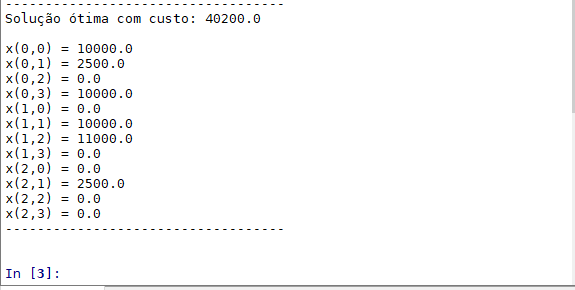 -----------------------------------
Solução ótima com custo: 40200.0
x(0,0) = 10000.0
x(0,1) = 2500.0
x(0,2) = 0.0
x(0,3) = 10000.0
x(1,0) = 0.0
x(1,1) = 10000.0
x(1,2) = 11000.0
x(1,3) = 0.0
x(2,0) = 0.0
x(2,1) = 2500.0
x(2,2) = 0.0
x(2,3) = 0.0
-----------------------------------
In [3]: